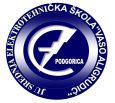 JU SREDNJA ELEKTROTEHNIČKA ŠKOLA "VASO ALIGRUDIĆ"
PODGORICA